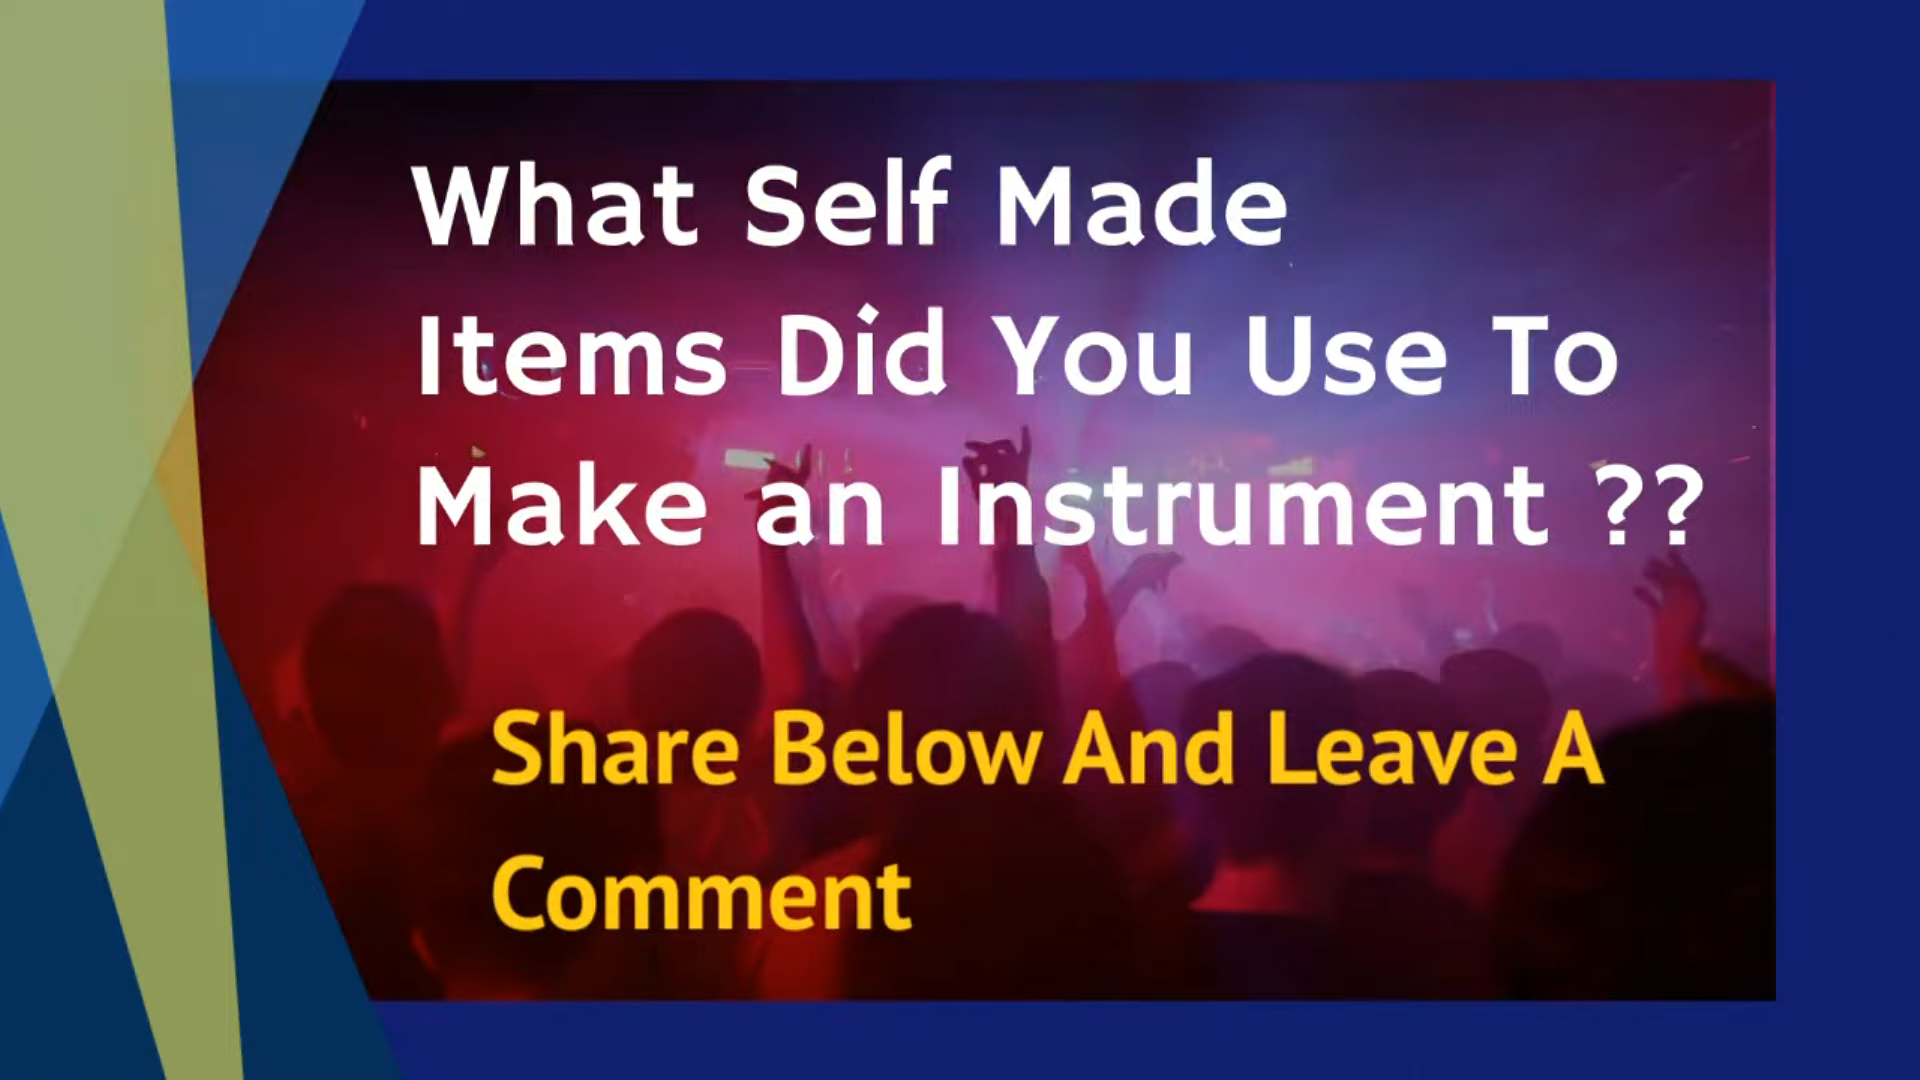 What Self Made
Items Did You Use To
Make an Instrument ??
Share Below And Leave A
Comment